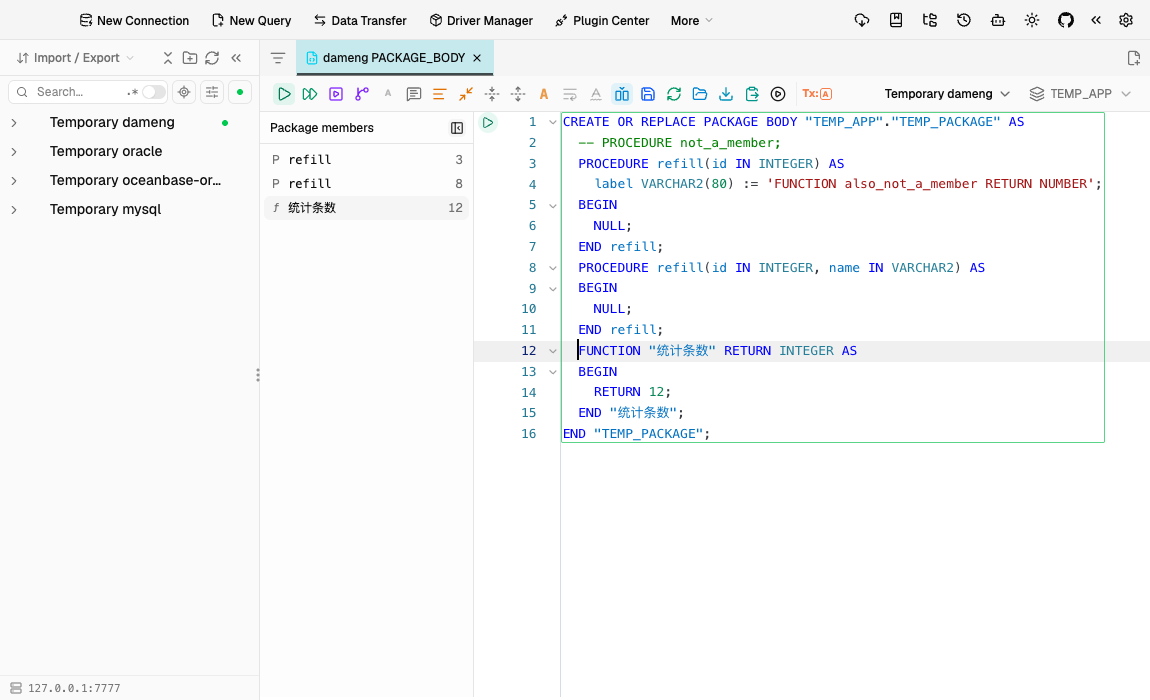 New Connection New Query Data Transfer Driver Manager Plugin Center More
Import / Export
dameng PACKAGE_BODY
Search... .*
Tx: A
Temporary dameng
TEMP_APP
Temporary dameng
Temporary oracle
Temporary oceanbase-or...
Temporary mysql
Package members
P refill 3
P refill 8
f 统计条数 12
1 CREATE OR REPLACE PACKAGE BODY "TEMP_APP"."TEMP_PACKAGE" AS
2 -- PROCEDURE not_a_member;
3 PROCEDURE refill(id IN INTEGER) AS
4 label VARCHAR2(80) := 'FUNCTION also_not_a_member RETURN NUMBER';
5 BEGIN
6 NULL;
7 END refill;
8 PROCEDURE refill(id IN INTEGER, name IN VARCHAR2) AS
9 BEGIN
10 NULL;
11 END refill;
12 FUNCTION "统计条数" RETURN INTEGER AS
13 BEGIN
14 RETURN 12;
15 END "统计条数";
16 END "TEMP_PACKAGE";
127.0.0.1:7777